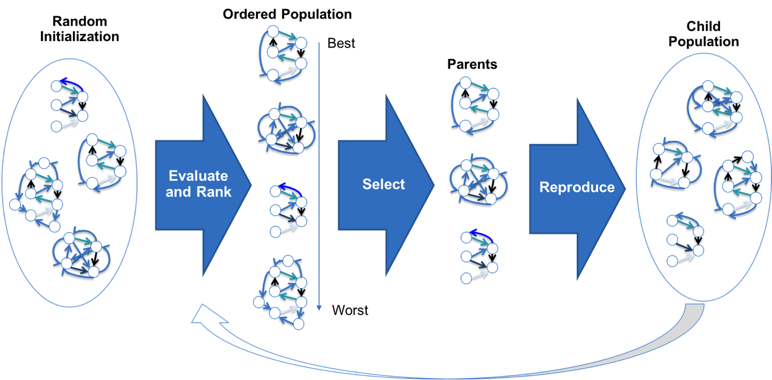 Random
Initialization
Evaluate
and Rank
Ordered Population
Best
Worst
Select
Parents
Reproduce
Child
Population